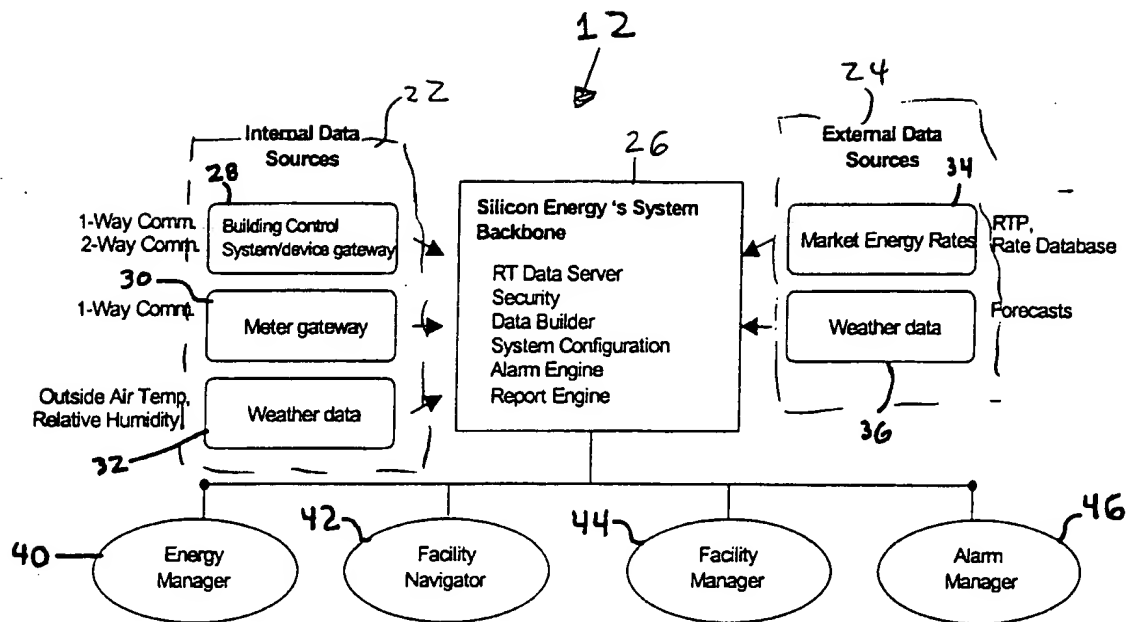 12
22
24
Internal Data
Sources
26
External Data
Sources
28
34
1-Way Comm.
2-Way Comm.
Building Control
System/device gateway
Silicon Energy 's System
Backbone
Market Energy Rates
RTP,
Rate Database
RT Data Server
Security
Data Builder
System Configuration
Alarm Engine
Report Engine
30
1-Way Comm.
Meter gateway
Weather data
Forecasts
Outside Air Temp,
Relative Humidity
Weather data
32
36
40
Energy
Manager
42
Facility
Navigator
44
Facility
Manager
46
Alarm
Manager